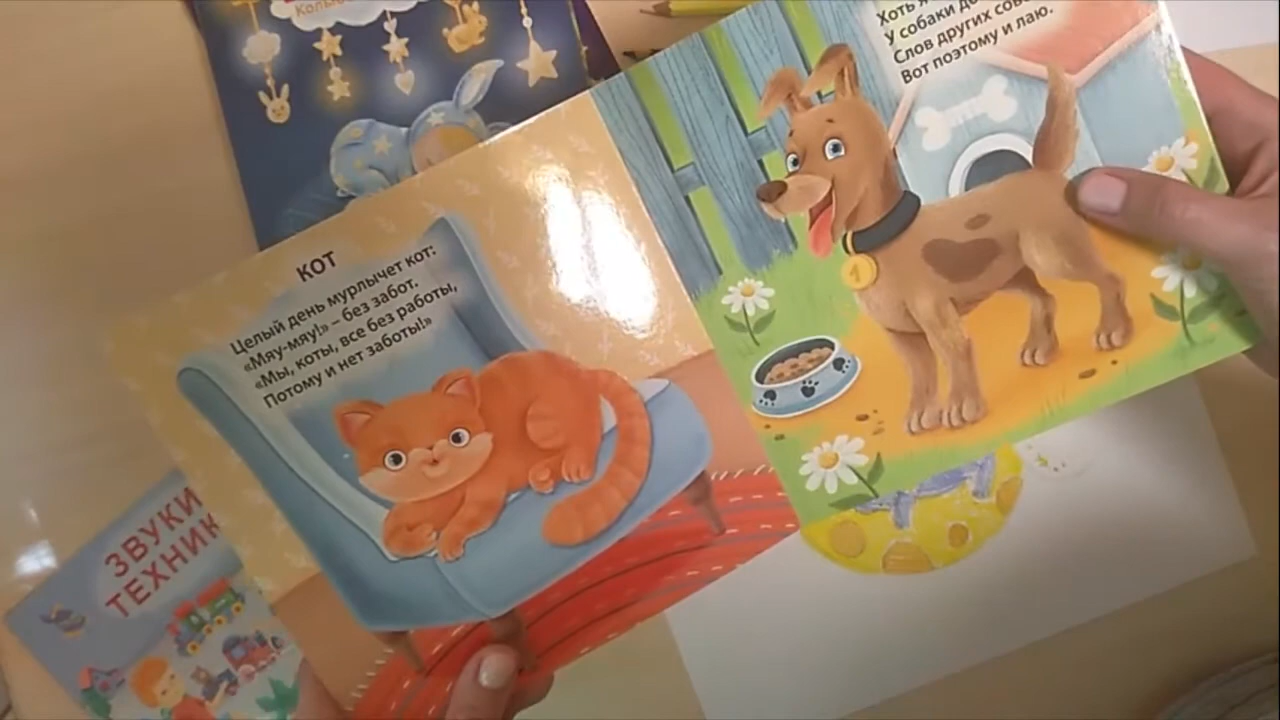 КОТ
Целый день мурлычет кот:
«Мяу-мяу!» – без забот.
«Мы, коты, все без работы,
Потому и нет заботы!»
Хоть
У собаки
Слов других
Вот поэтому и лаю.
ЗВУКИ
ТЕХНИК